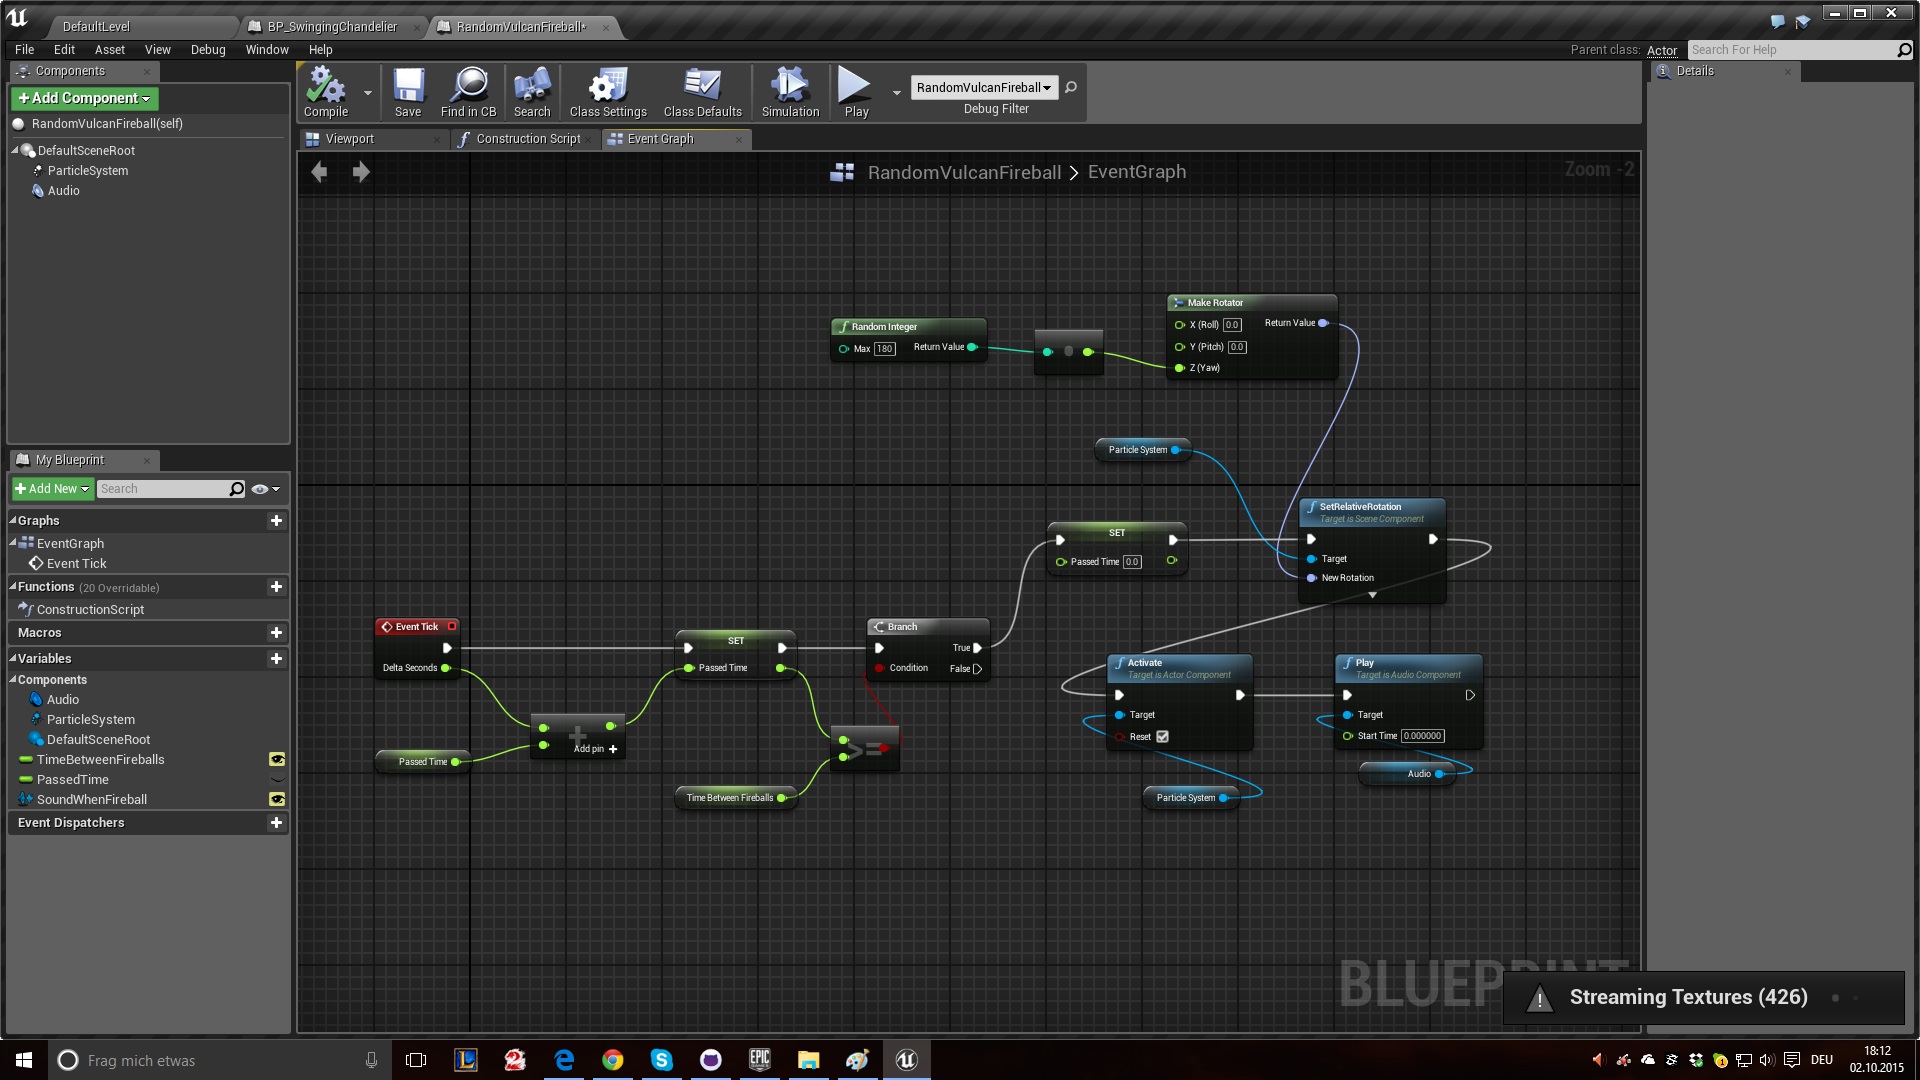 DefaultLevel
BP_SwingingChandelier
RandomVulcanFireball*
File Edit Asset View Debug Window Help
Parent class: Actor
Search For Help
Components
Details
+Add Component
RandomVulcanFireball(self)
DefaultSceneRoot
ParticleSystem
Audio
Compile
Save
Find in CB
Search
Class Settings
Class Defaults
Simulation
Play
RandomVulcanFireball
Debug Filter
Viewport
Construction Script
Event Graph
RandomVulcanFireball > EventGraph
Zoom -2
My Blueprint
+Add New
Search
Graphs
EventGraph
Event Tick
Functions (20 Overridable)
ConstructionScript
Macros
Variables
Components
Audio
ParticleSystem
DefaultSceneRoot
TimeBetweenFireballs
PassedTime
SoundWhenFireball
Event Dispatchers
Random Integer
Max 180
Return Value
Make Rotator
X (Roll) 0.0
Return Value
Y (Pitch) 0.0
Z (Yaw)
Particle System
SET
Passed Time 0.0
SetRelativeRotation
Target is Scene Component
Target
New Rotation
Event Tick
Delta Seconds
SET
Passed Time
Branch
True
Condition
False
Passed Time
+
Add pin +
>=
Time Between Fireballs
Activate
Target is Actor Component
Target
Reset
Particle System
Play
Target is Audio Component
Target
Start Time 0.000000
Audio
Streaming Textures (426)
Frag mich etwas
EPIC
GAMES
DEU
18:12
02.10.2015